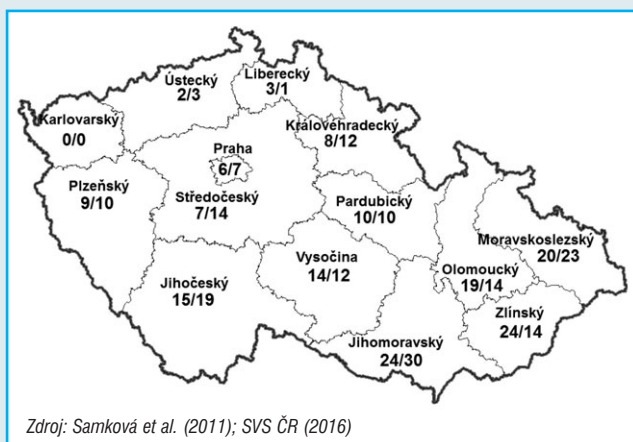 Ústecký
2/3
Liberecký
3/1
Karlovarský
0/0
Královéhradecký
8/12
Praha
6/7
Plzeňský
9/10
Středočeský
7/14
Pardubický
10/10
Moravskoslezský
20/23
Vysočina
14/12
Olomoucký
19/14
Jihočeský
15/19
Zlínský
24/14
Jihomoravský
24/30
Zdroj: Samková et al. (2011); SVS ČR (2016)